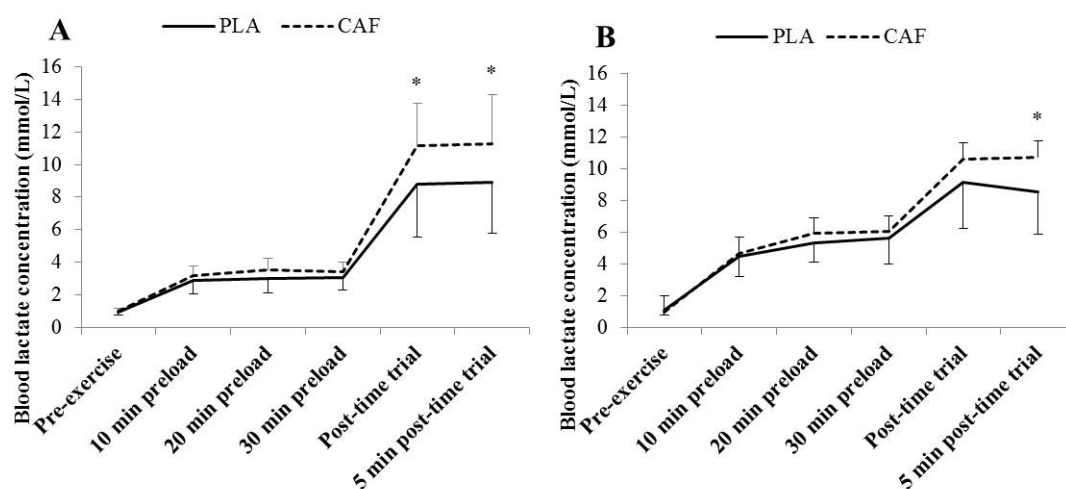 A
PLA CAF
Blood lactate concentration (mmol/L)
16
14
12
10
8
6
4
2
0
* *
Pre-exercise
10 min preload
20 min preload
30 min preload
Post-time trial
5 min post-time trial
B
PLA CAF
Blood lactate concentration (mmol/L)
16
14
12
10
8
6
4
2
0
*
Pre-exercise
10 min preload
20 min preload
30 min preload
Post-time trial
5 min post-time trial